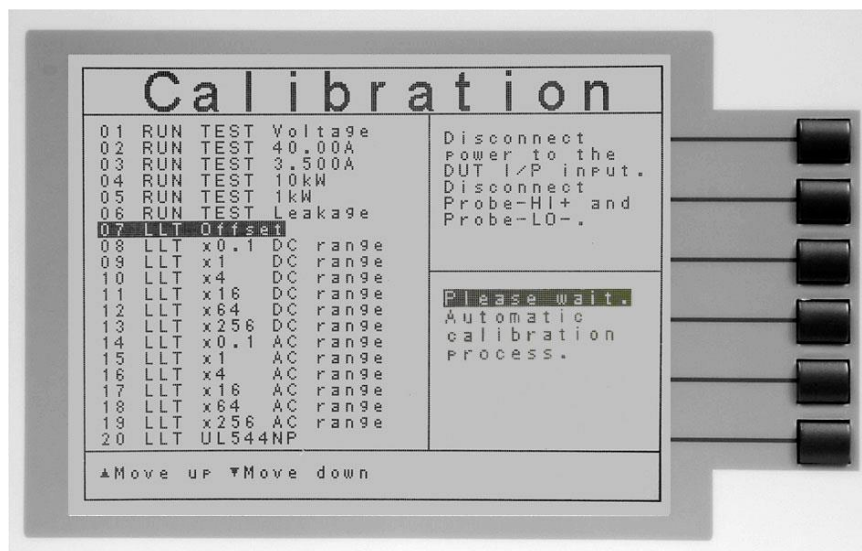 Calibration
01 RUN TEST Voltage
02 RUN TEST 40.00A
03 RUN TEST 3.500A
04 RUN TEST 10kW
05 RUN TEST 1kW
06 RUN TEST Leakage
07 LLT Offset
08 LLT x0.1 DC range
09 LLT x1 DC range
10 LLT x4 DC range
11 LLT x16 DC range
12 LLT x64 DC range
13 LLT x256 DC range
14 LLT x0.1 AC range
15 LLT x1 AC range
16 LLT x4 AC range
17 LLT x16 AC range
18 LLT x64 AC range
19 LLT x256 AC range
20 LLT UL544NP
Disconnect
power to the
DUT I/P input.
Disconnect
Probe-HI+ and
Probe-LO-.
Please wait.
Automatic
calibration
process.
▲Move up ▼Move down